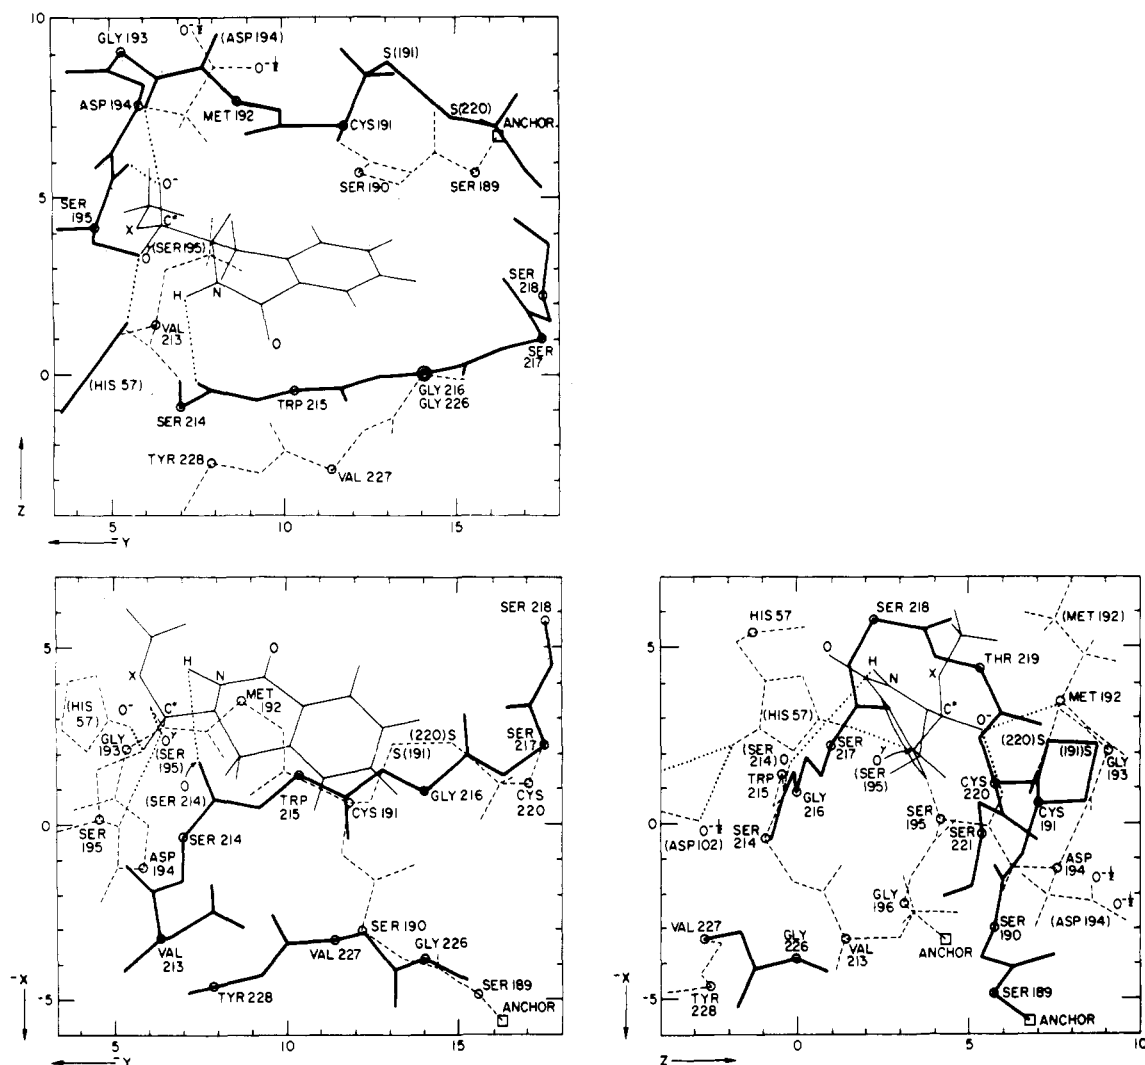 10
GLY 193
O⁻½
(ASP 194)
O⁻½
S(191)
ASP 194
MET 192
CYS 191
S(220)
ANCHOR
SER 190
SER 189
5
O⁻
SER
195
X
C*
Oγ
(SER 195)
H
N
O
VAL
213
SER
218
(HIS 57)
SER
217
0
SER 214
TRP 215
GLY 216
GLY 226
TYR 228
VAL 227
Z
5
10
15
-Y
SER 218
5
H
O
N
X
MET
192
(HIS
57)
O⁻
C*
GLY
193
Oγ
(SER
195)
(220) S
S(191)
SER
217
O
(SER 214)
TRP
215
CYS 191
GLY 216
CYS
220
0
SER
195
SER 214
ASP
194
VAL
213
SER 190
VAL 227
GLY 226
TYR 228
SER 189
ANCHOR
-5
-X
5
10
15
-Y
HIS 57
SER 218
(MET 192)
5
O
H
N
X
THR 219
MET 192
(HIS 57)
C*
O⁻
(220) S
(191) S
GLY
193
(SER
214)
O
SER
217
Oγ
O
(SER
195)
TRP
215
GLY
216
CYS
220
CYS
191
0
O⁻½
(ASP 102)
SER
214
SER
195
SER
221
ASP
194
O⁻½
O⁻½
(ASP 194)
GLY
196
VAL 227
GLY
226
VAL
213
ANCHOR
SER
190
TYR
228
SER 189
ANCHOR
-5
-X
Z
0
5
10